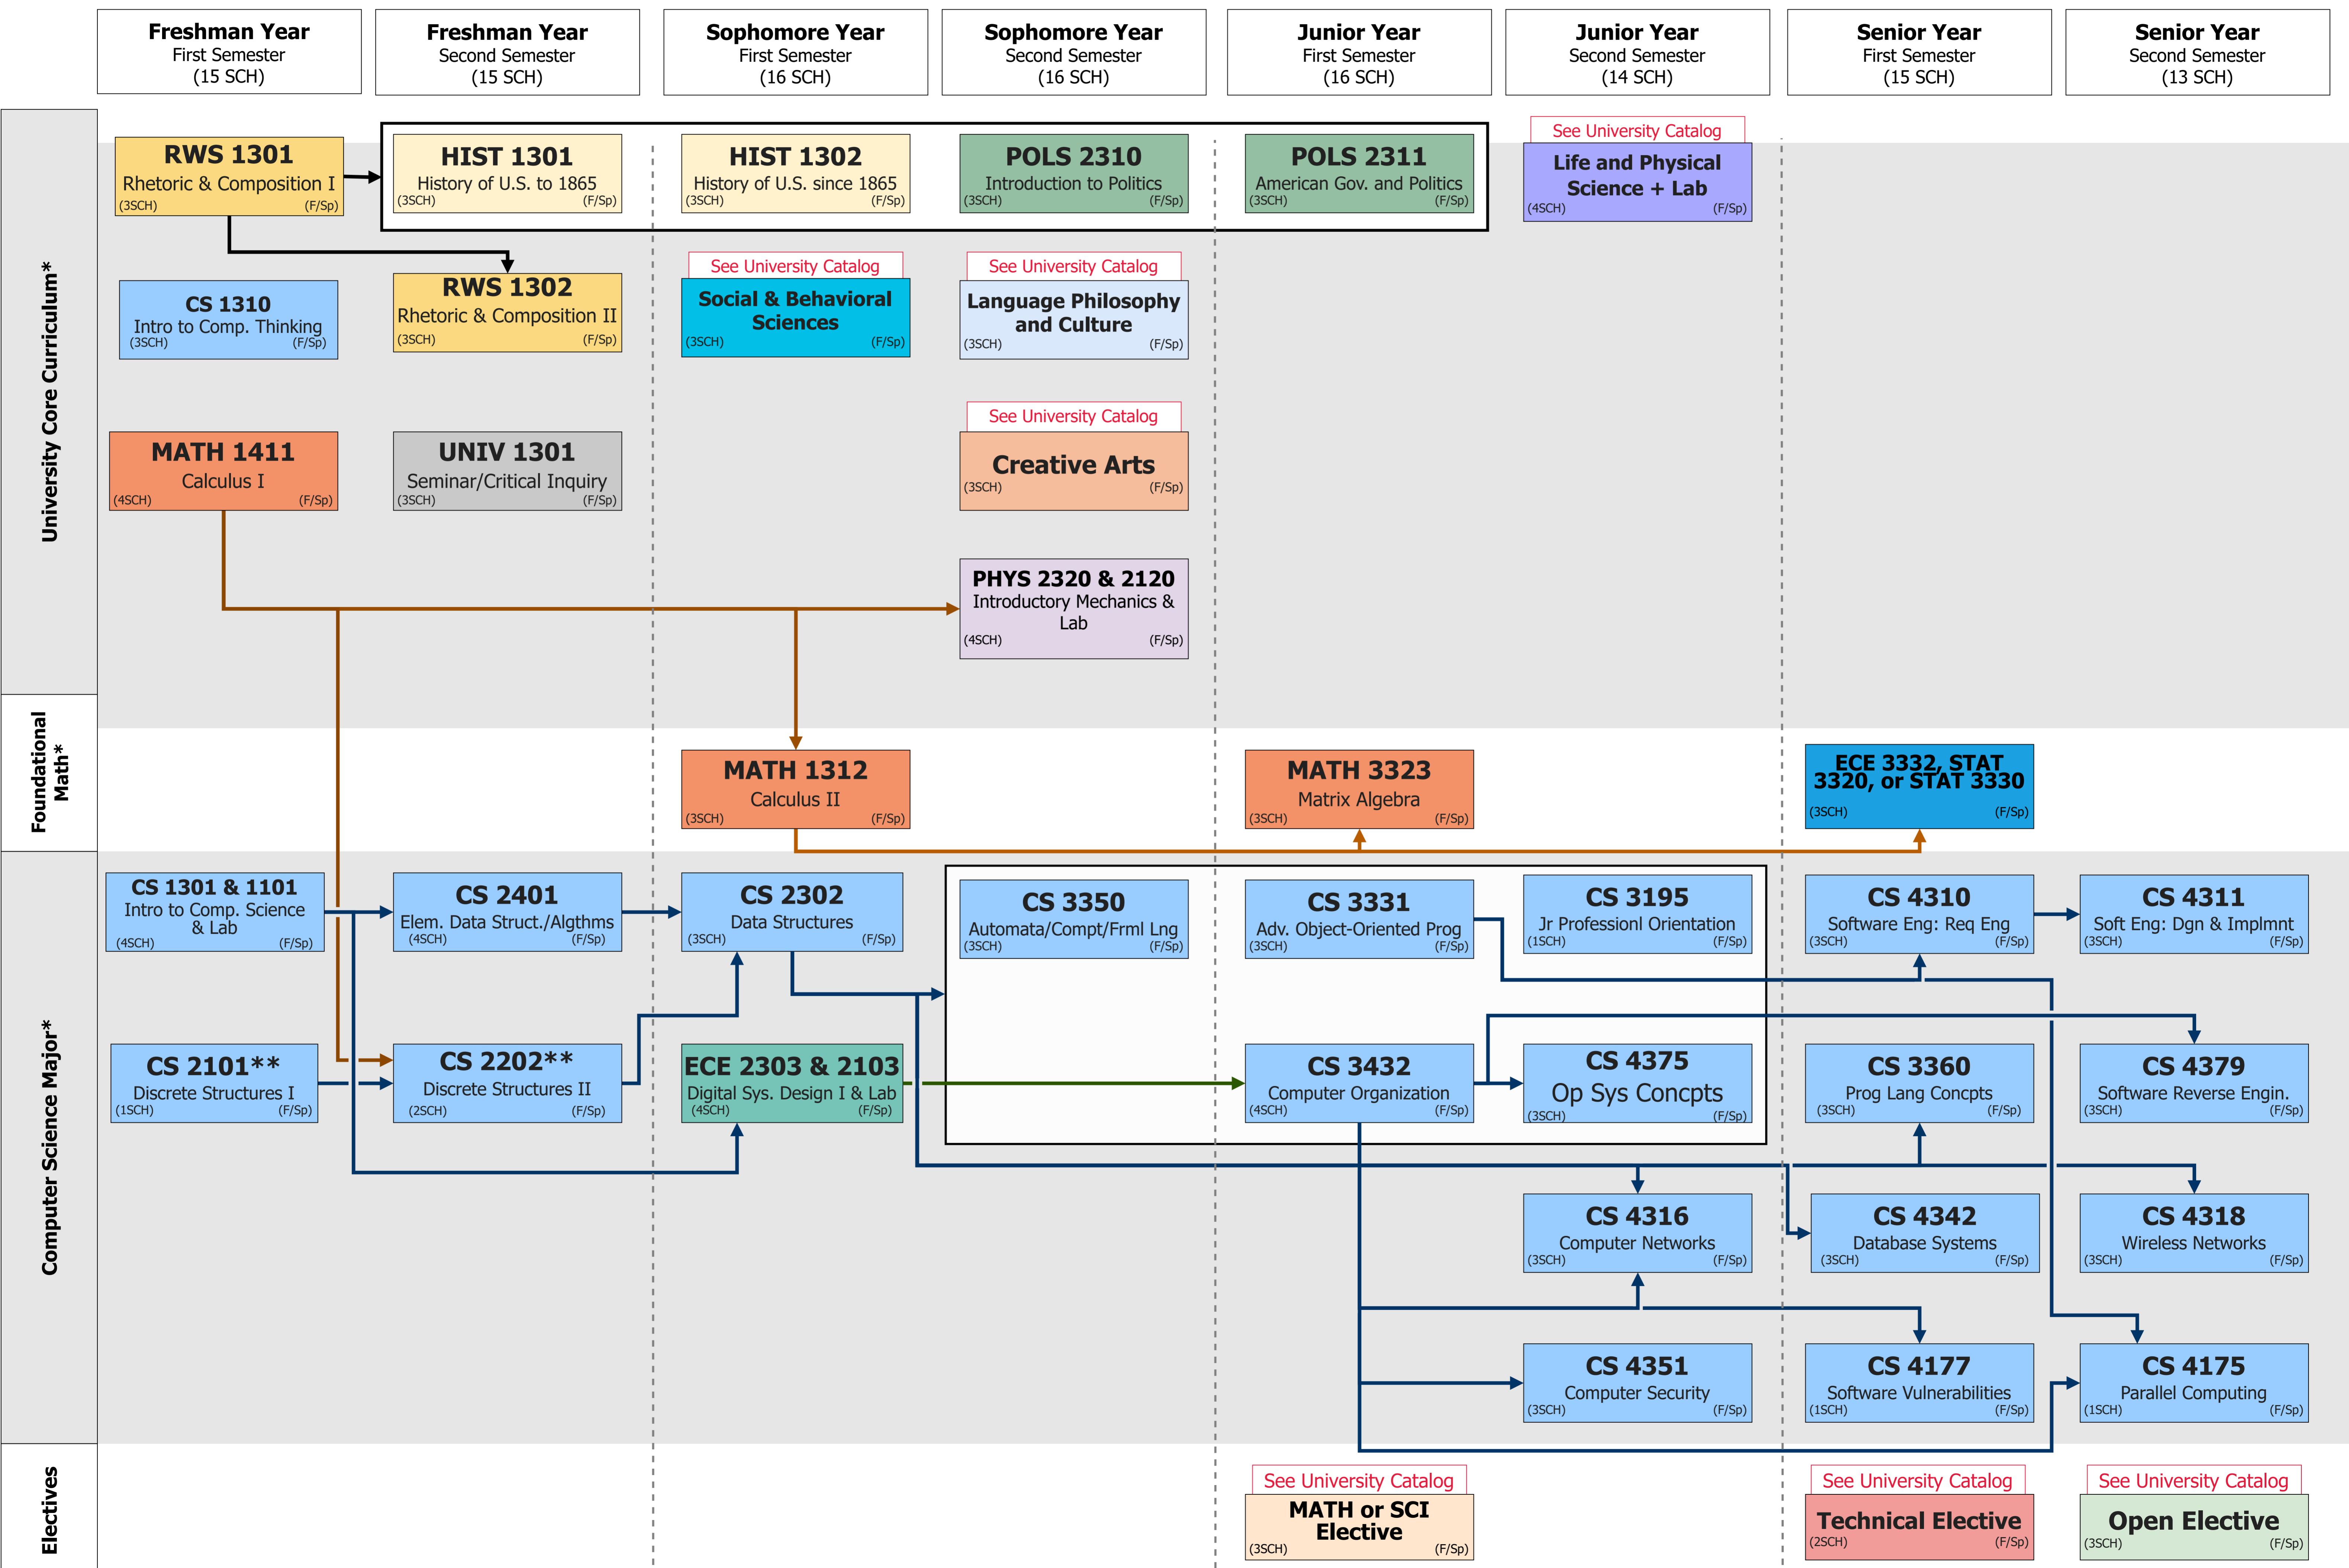 Freshman Year
First Semester
(15 SCH)
Freshman Year
Second Semester
(15 SCH)
Sophomore Year
First Semester
(16 SCH)
Sophomore Year
Second Semester
(16 SCH)
Junior Year
First Semester
(16 SCH)
Junior Year
Second Semester
(14 SCH)
Senior Year
First Semester
(15 SCH)
Senior Year
Second Semester
(13 SCH)
University Core Curriculum*
RWS 1301
Rhetoric & Composition I
(3SCH) (F/Sp)
HIST 1301
History of U.S. to 1865
(3SCH) (F/Sp)
HIST 1302
History of U.S. since 1865
(3SCH) (F/Sp)
POLS 2310
Introduction to Politics
(3SCH) (F/Sp)
POLS 2311
American Gov. and Politics
(3SCH) (F/Sp)
See University Catalog
Life and Physical
Science + Lab
(4SCH) (F/Sp)
CS 1310
Intro to Comp. Thinking
(3SCH) (F/Sp)
RWS 1302
Rhetoric & Composition II
(3SCH) (F/Sp)
See University Catalog
Social & Behavioral
Sciences
(3SCH) (F/Sp)
See University Catalog
Language Philosophy
and Culture
(3SCH) (F/Sp)
MATH 1411
Calculus I
(4SCH) (F/Sp)
UNIV 1301
Seminar/Critical Inquiry
(3SCH) (F/Sp)
See University Catalog
Creative Arts
(3SCH) (F/Sp)
PHYS 2320 & 2120
Introductory Mechanics &
Lab
(4SCH) (F/Sp)
Foundational
Math*
MATH 1312
Calculus II
(3SCH) (F/Sp)
MATH 3323
Matrix Algebra
(3SCH) (F/Sp)
ECE 3332, STAT
3320, or STAT 3330
(3SCH) (F/Sp)
Computer Science Major*
CS 1301 & 1101
Intro to Comp. Science
& Lab
(4SCH) (F/Sp)
CS 2401
Elem. Data Struct./Algthms
(4SCH) (F/Sp)
CS 2302
Data Structures
(3SCH) (F/Sp)
CS 3350
Automata/Compt/Frml Lng
(3SCH) (F/Sp)
CS 3331
Adv. Object-Oriented Prog
(3SCH) (F/Sp)
CS 3195
Jr Professionl Orientation
(1SCH) (F/Sp)
CS 4310
Software Eng: Req Eng
(3SCH) (F/Sp)
CS 4311
Soft Eng: Dgn & Implmnt
(3SCH) (F/Sp)
CS 2101**
Discrete Structures I
(1SCH) (F/Sp)
CS 2202**
Discrete Structures II
(2SCH) (F/Sp)
ECE 2303 & 2103
Digital Sys. Design I & Lab
(4SCH) (F/Sp)
CS 3432
Computer Organization
(4SCH) (F/Sp)
CS 4375
Op Sys Concpts
(3SCH) (F/Sp)
CS 3360
Prog Lang Concpts
(3SCH) (F/Sp)
CS 4379
Software Reverse Engin.
(3SCH) (F/Sp)
CS 4316
Computer Networks
(3SCH) (F/Sp)
CS 4342
Database Systems
(3SCH) (F/Sp)
CS 4318
Wireless Networks
(3SCH) (F/Sp)
CS 4351
Computer Security
(3SCH) (F/Sp)
CS 4177
Software Vulnerabilities
(1SCH) (F/Sp)
CS 4175
Parallel Computing
(1SCH) (F/Sp)
Electives
See University Catalog
MATH or SCI
Elective
(3SCH) (F/Sp)
See University Catalog
Technical Elective
(2SCH) (F/Sp)
See University Catalog
Open Elective
(3SCH) (F/Sp)